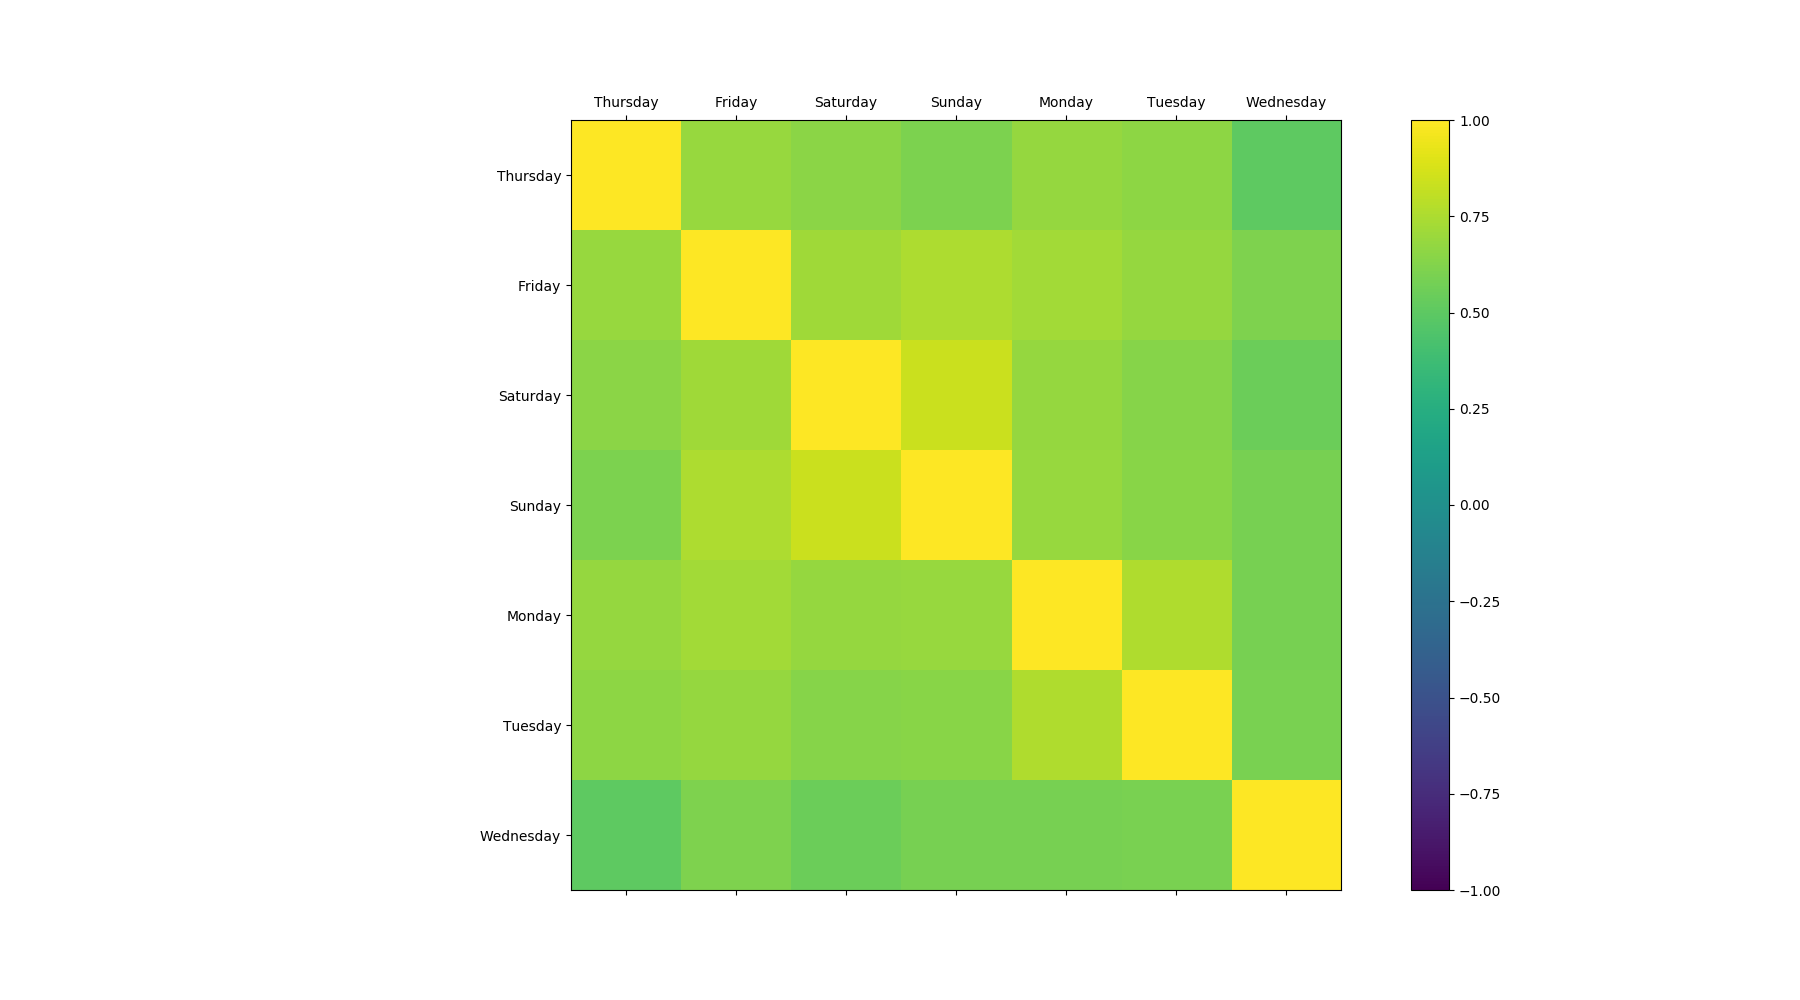 Thursday Friday Saturday Sunday Monday Tuesday Wednesday
Thursday
Friday
Saturday
Sunday
Monday
Tuesday
Wednesday
1.00
0.75
0.50
0.25
0.00
−0.25
−0.50
−0.75
−1.00